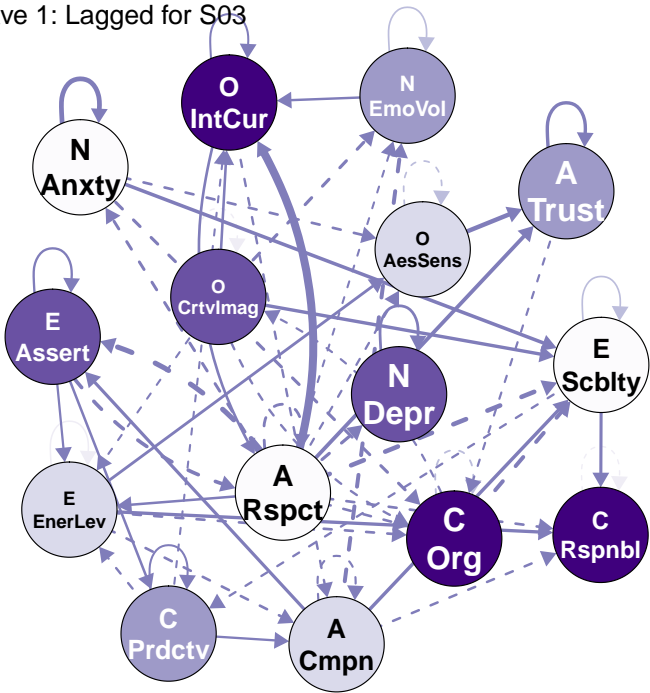 ve 1: Lagged for S03
O
IntCur
N
EmoVol
N
Anxty
A
Trust
O
AesSens
O
CrtvImag
E
Assert
E
Scblty
N
Depr
A
Rspct
E
EnerLev
C
Org
C
Rspnbl
C
Prdctv
A
Cmpn